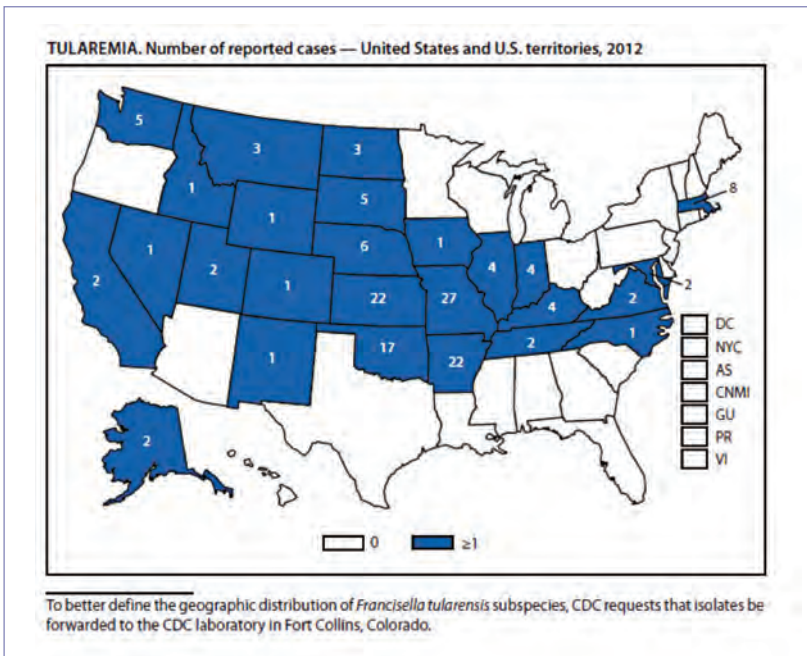 TULAREMIA. Number of reported cases — United States and U.S. territories, 2012
5
3
3
1
1
5
8
6
1
2
1
2
1
22
27
4
4
4
2
2
1
17
22
2
1
2
DC
NYC
AS
CNMI
GU
PR
VI
0
≥1
To better define the geographic distribution of Francisella tularensis subspecies, CDC requests that isolates be
forwarded to the CDC laboratory in Fort Collins, Colorado.